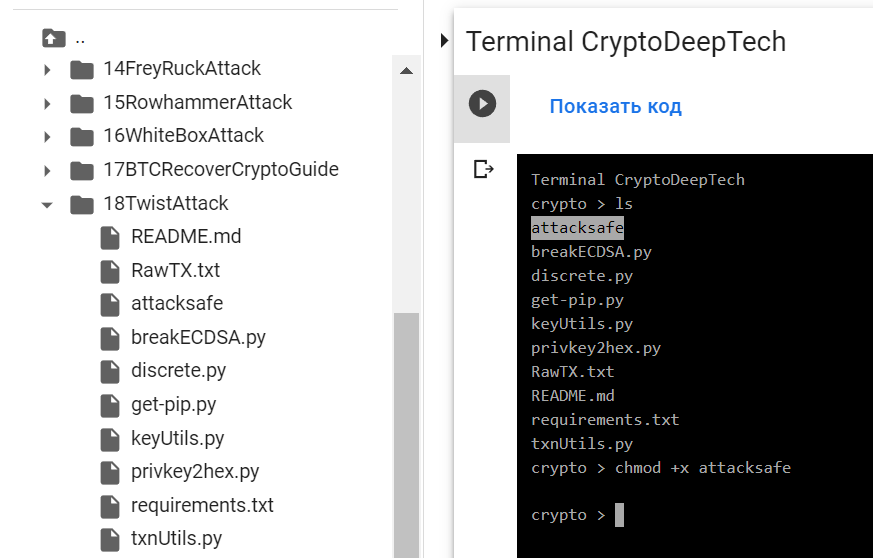 ..
14FreyRuckAttack
15RowhammerAttack
16WhiteBoxAttack
17BTCRecoverCryptoGuide
18TwistAttack
README.md
RawTX.txt
attacksafe
breakECDSA.py
discrete.py
get-pip.py
keyUtils.py
privkey2hex.py
requirements.txt
txnUtils.py
Terminal CryptoDeepTech
Показать код
Terminal CryptoDeepTech
crypto > ls
attacksafe
breakECDSA.py
discrete.py
get-pip.py
keyUtils.py
privkey2hex.py
RawTX.txt
README.md
requirements.txt
txnUtils.py
crypto > chmod +x attacksafe
crypto >